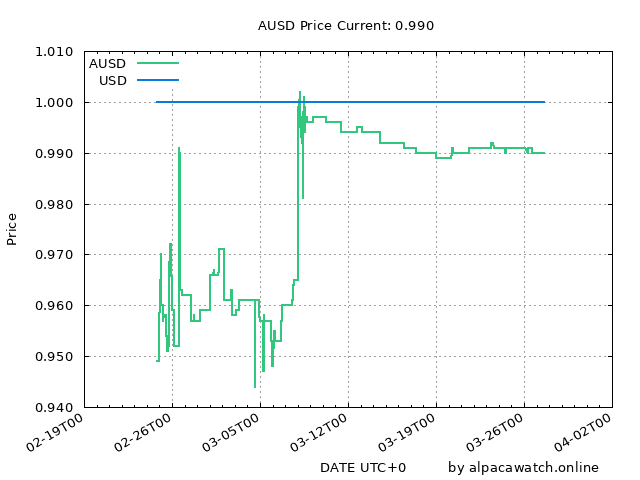 AUSD Price Current: 0.990
1.010
AUSD
USD
1.000
0.990
0.980
0.970
0.960
0.950
0.940
Price
02-19T00
02-26T00
03-05T00
03-12T00
03-19T00
03-26T00
04-02T00
DATE UTC+0
by alpacawatch.online